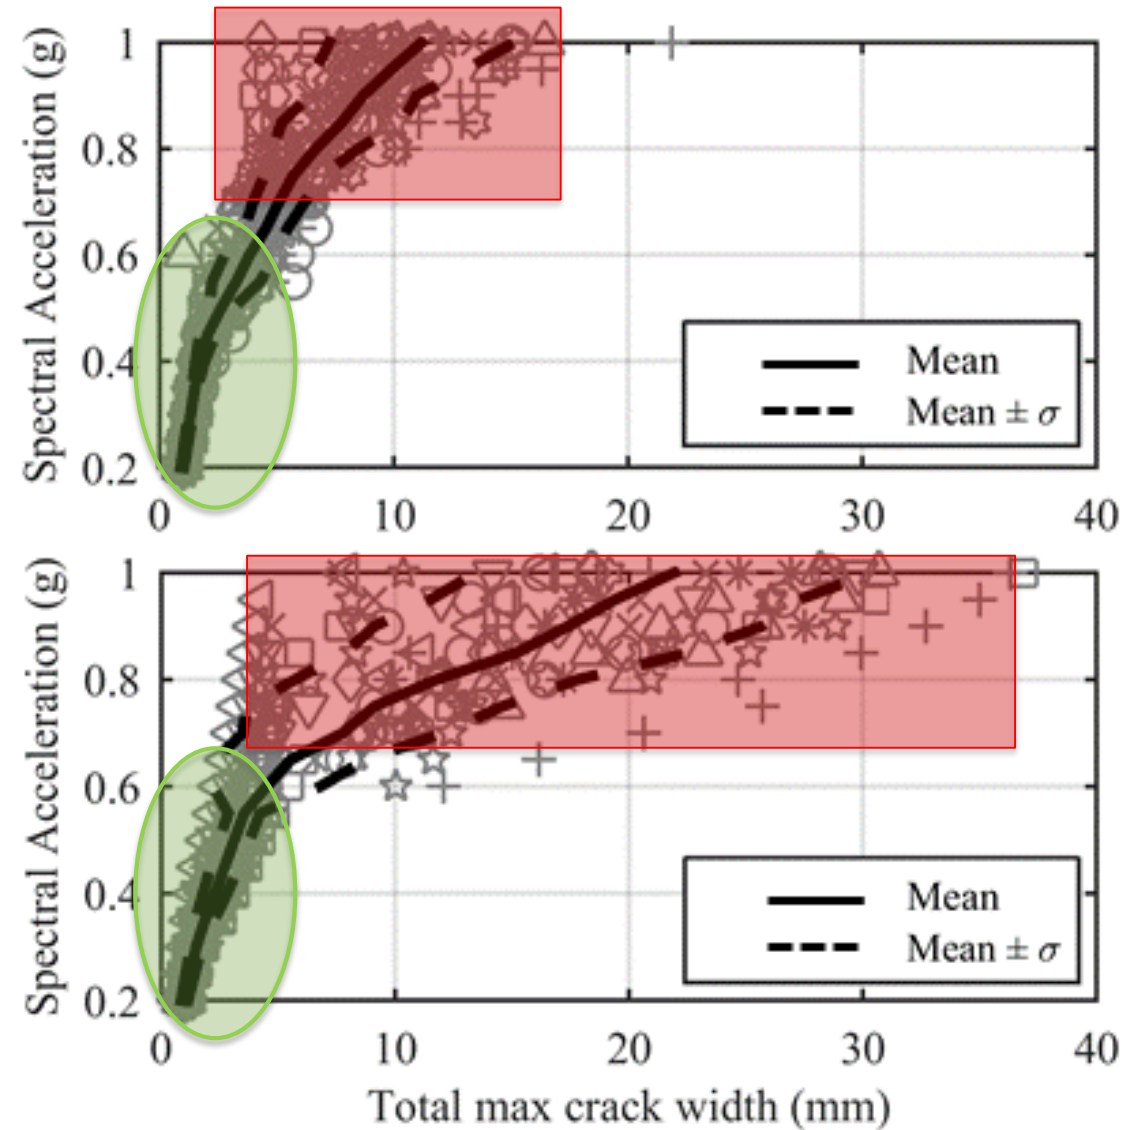 Spectral Acceleration (g)
1
0.8
0.6
0.4
0.2
0 10 20 30 40
Mean
Mean ± σ
Spectral Acceleration (g)
1
0.8
0.6
0.4
0.2
0 10 20 30 40
Mean
Mean ± σ
Total max crack width (mm)